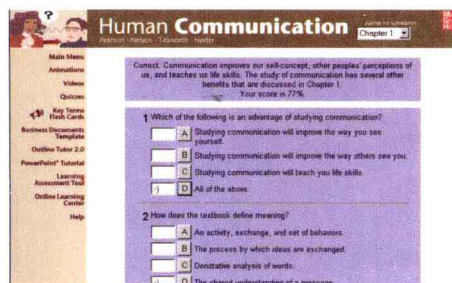 ?
Human Communication
Pearson · Nelson · Titsworth · Harter
Jump to Chapter
Chapter 1
Main Menu
Animations
Videos
Quizzes
Key Terms
Flash Cards
Business Documents
Template
Outline Tutor 2.0
PowerPoint® Tutorial
Learning
Assessment Tool
Online Learning
Center
Help
Correct. Communication improves our self-concept, other peoples' perceptions of
us, and teaches us life skills. The study of communication has several other
benefits that are discussed in Chapter 1.
Your score is 77%.
1 Which of the following is an advantage of studying communication?
A Studying communication will improve the way you see
yourself.
B Studying communication will improve the way others see you.
C Studying communication will teach you life skills.
D All of the above.
2 How does the textbook define meaning?
A An activity, exchange, and set of behaviors.
B The process by which ideas are exchanged.
C Denotative analysis of words.
D The shared understanding of a message.